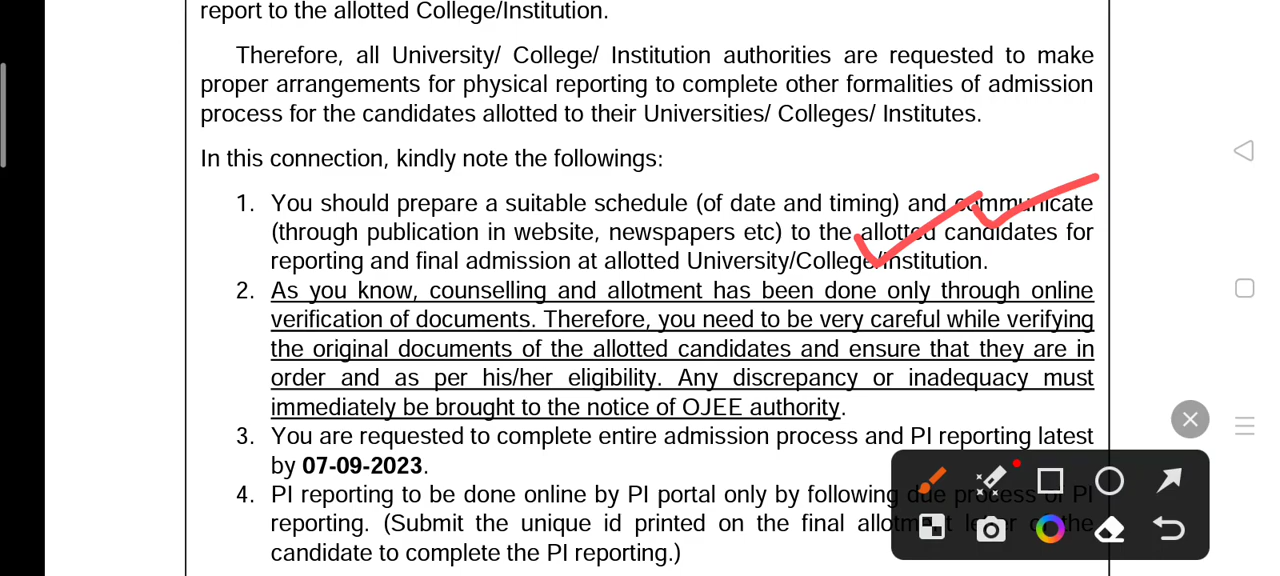 report to the allotted College/Institution.
Therefore, all University/ College/ Institution authorities are requested to make
proper arrangements for physical reporting to complete other formalities of admission
process for the candidates allotted to their Universities/ Colleges/ Institutes.
In this connection, kindly note the followings:
1. You should prepare a suitable schedule (of date and timing) and communicate
(through publication in website, newspapers etc) to the allotted candidates for
reporting and final admission at allotted University/College/Institution.
2. As you know, counselling and allotment has been done only through online
verification of documents. Therefore, you need to be very careful while verifying
the original documents of the allotted candidates and ensure that they are in
order and as per his/her eligibility. Any discrepancy or inadequacy must
immediately be brought to the notice of OJEE authority.
3. You are requested to complete entire admission process and PI reporting latest
by 07-09-2023.
4. PI reporting to be done online by PI portal only by following due process of PI
reporting. (Submit the unique id printed on the final allotment letter of the
candidate to complete the PI reporting.)